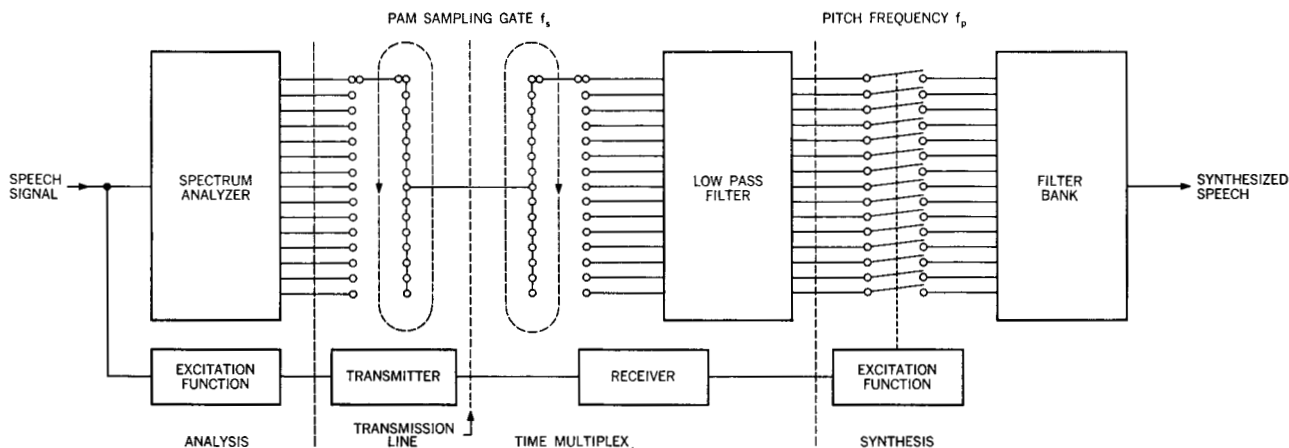 PAM SAMPLING GATE fs
PITCH FREQUENCY fp
SPEECH
SIGNAL
SPECTRUM
ANALYZER
LOW PASS
FILTER
FILTER
BANK
SYNTHESIZED
SPEECH
EXCITATION
FUNCTION
TRANSMITTER
RECEIVER
EXCITATION
FUNCTION
ANALYSIS
TRANSMISSION
LINE
TIME MULTIPLEX
SYNTHESIS